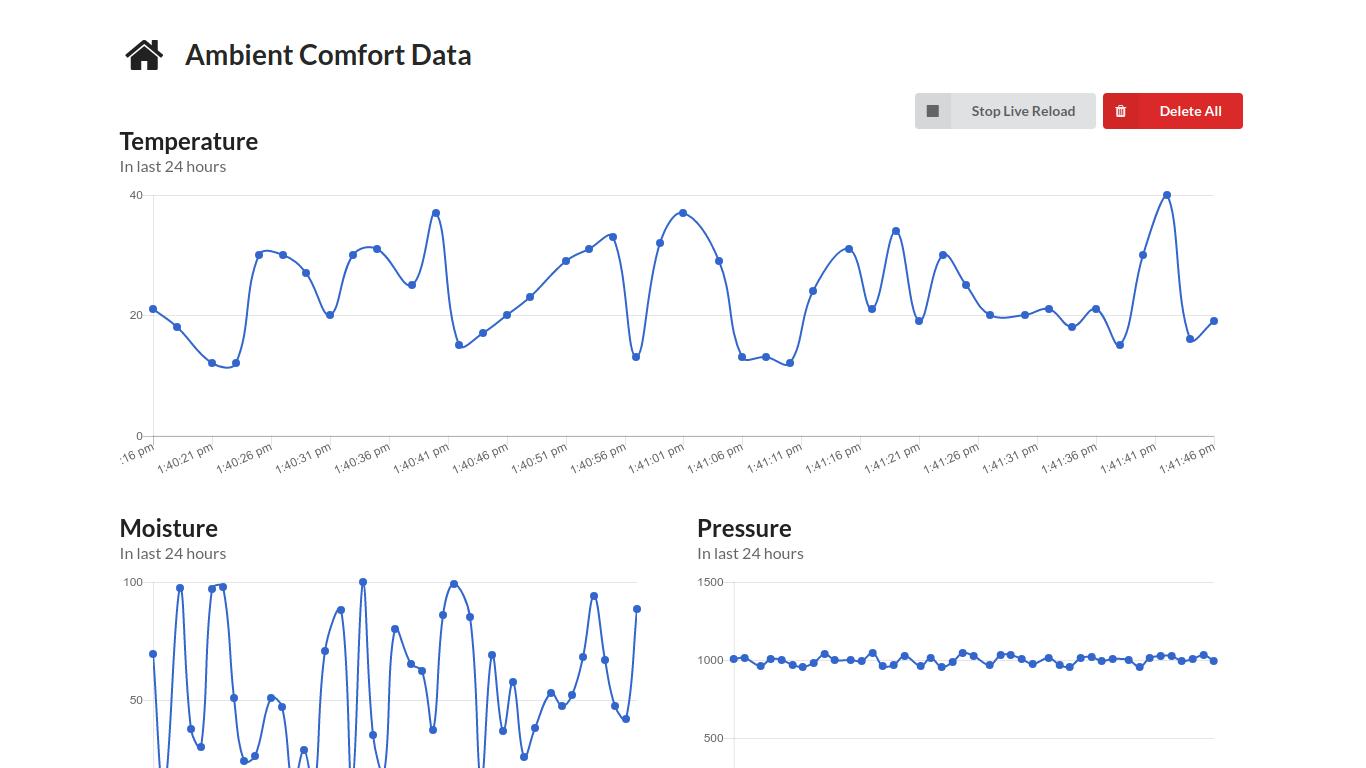 Ambient Comfort Data
Stop Live Reload
Delete All
Temperature
In last 24 hours
40
20
0
:16 pm
1:40:21 pm
1:40:26 pm
1:40:31 pm
1:40:36 pm
1:40:41 pm
1:40:46 pm
1:40:51 pm
1:40:56 pm
1:41:01 pm
1:41:06 pm
1:41:11 pm
1:41:16 pm
1:41:21 pm
1:41:26 pm
1:41:31 pm
1:41:36 pm
1:41:41 pm
1:41:46 pm
Moisture
In last 24 hours
100
50
Pressure
In last 24 hours
1500
1000
500